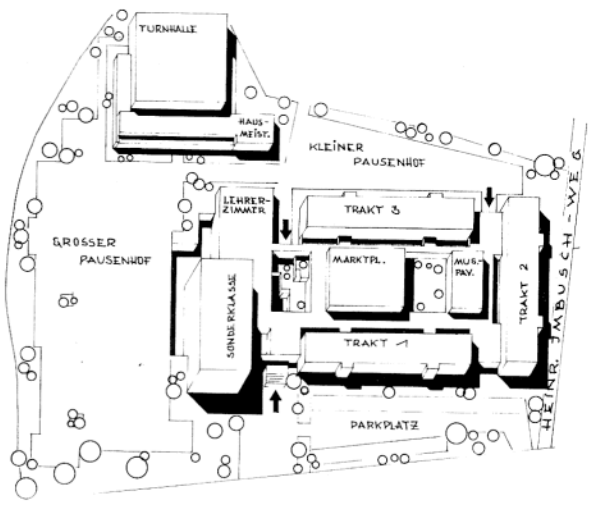 TURNHALLE
HAUS-
MEIST.
KLEINER
PAUSENHOF
LEHRER-
ZIMMER
TRAKT 3
GROSSER
PAUSENHOF
MARKTPL.
MUS.-
PAV.
TRAKT 2
SONDERKLASSE
TRAKT 1
HEINR. IMBUSCH-WEG
PARKPLATZ